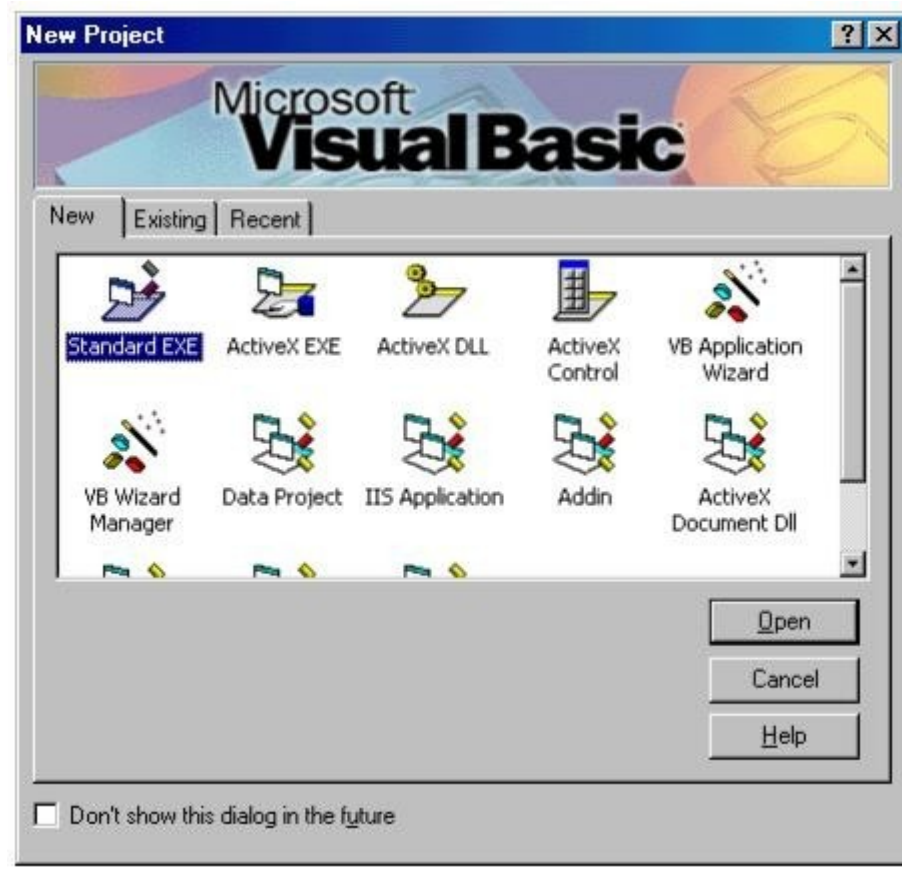 New Project
Microsoft
Visual Basic
New Existing Recent
Standard EXE ActiveX EXE ActiveX DLL ActiveX Control VB Application Wizard
VB Wizard Manager Data Project IIS Application Addin ActiveX Document Dll
Open
Cancel
Help
Don't show this dialog in the future